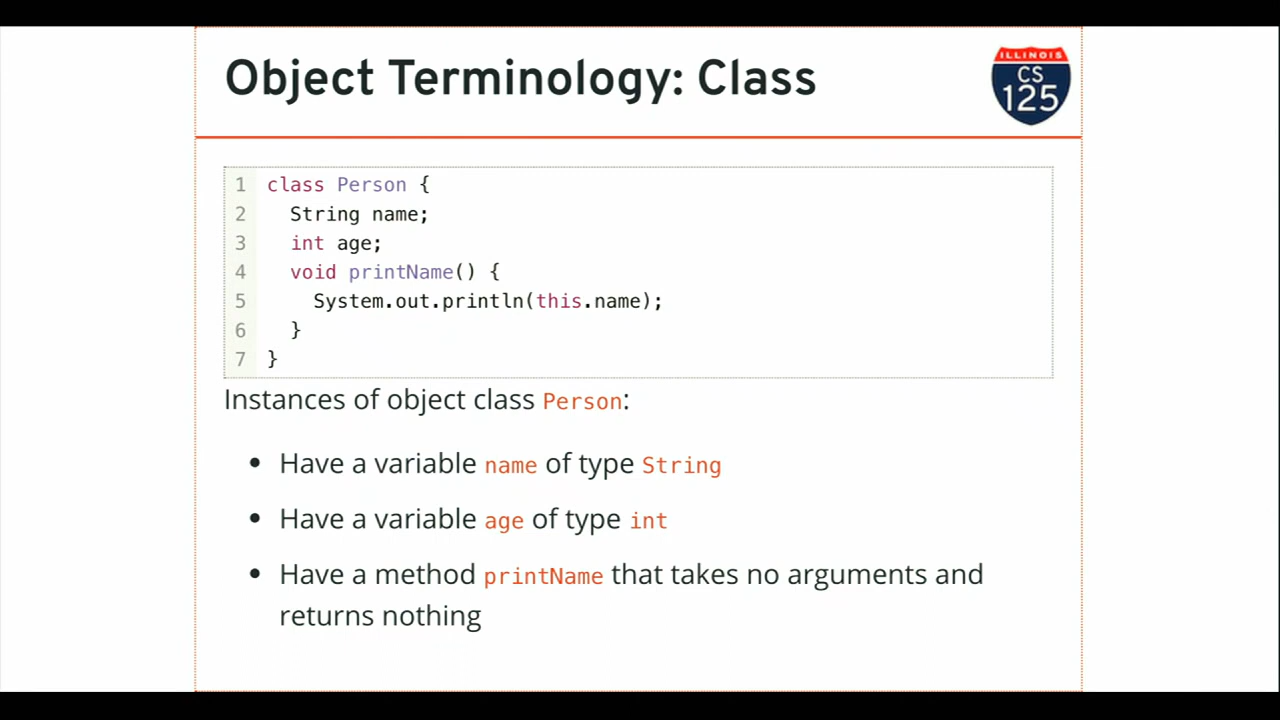 Object Terminology: Class
ILLINOIS
CS
125
1 class Person {
2   String name;
3   int age;
4   void printName() {
5     System.out.println(this.name);
6   }
7 }
Instances of object class Person:
• Have a variable name of type String
• Have a variable age of type int
• Have a method printName that takes no arguments and
returns nothing